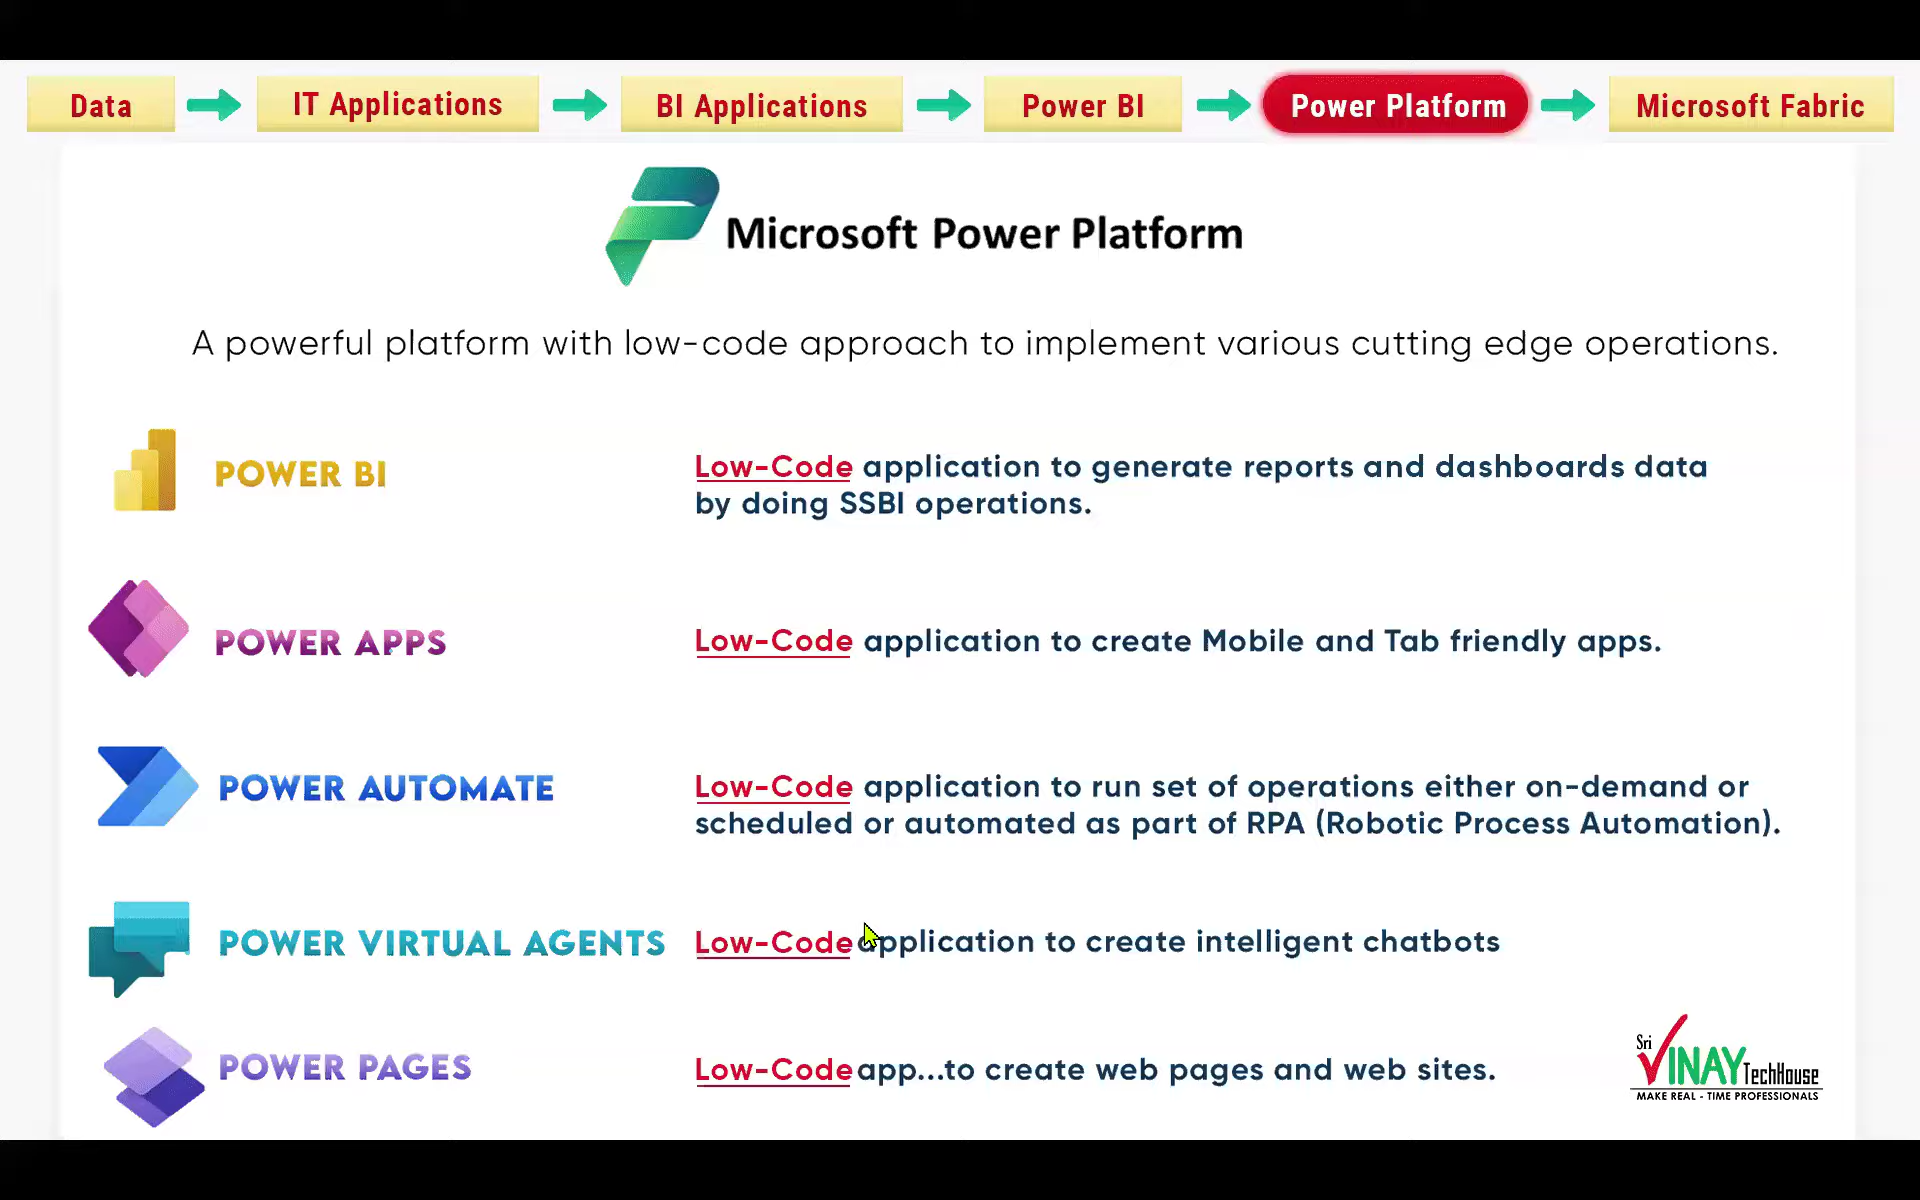 Data
IT Applications
BI Applications
Power BI
Power Platform
Microsoft Fabric
Microsoft Power Platform
A powerful platform with low-code approach to implement various cutting edge operations.
POWER BI
Low-Code application to generate reports and dashboards data
by doing SSBI operations.
POWER APPS
Low-Code application to create Mobile and Tab friendly apps.
POWER AUTOMATE
Low-Code application to run set of operations either on-demand or
scheduled or automated as part of RPA (Robotic Process Automation).
POWER VIRTUAL AGENTS
Low-Code application to create intelligent chatbots
POWER PAGES
Low-Code app...to create web pages and web sites.
Sri
VINAY TechHouse
MAKE REAL - TIME PROFESSIONALS